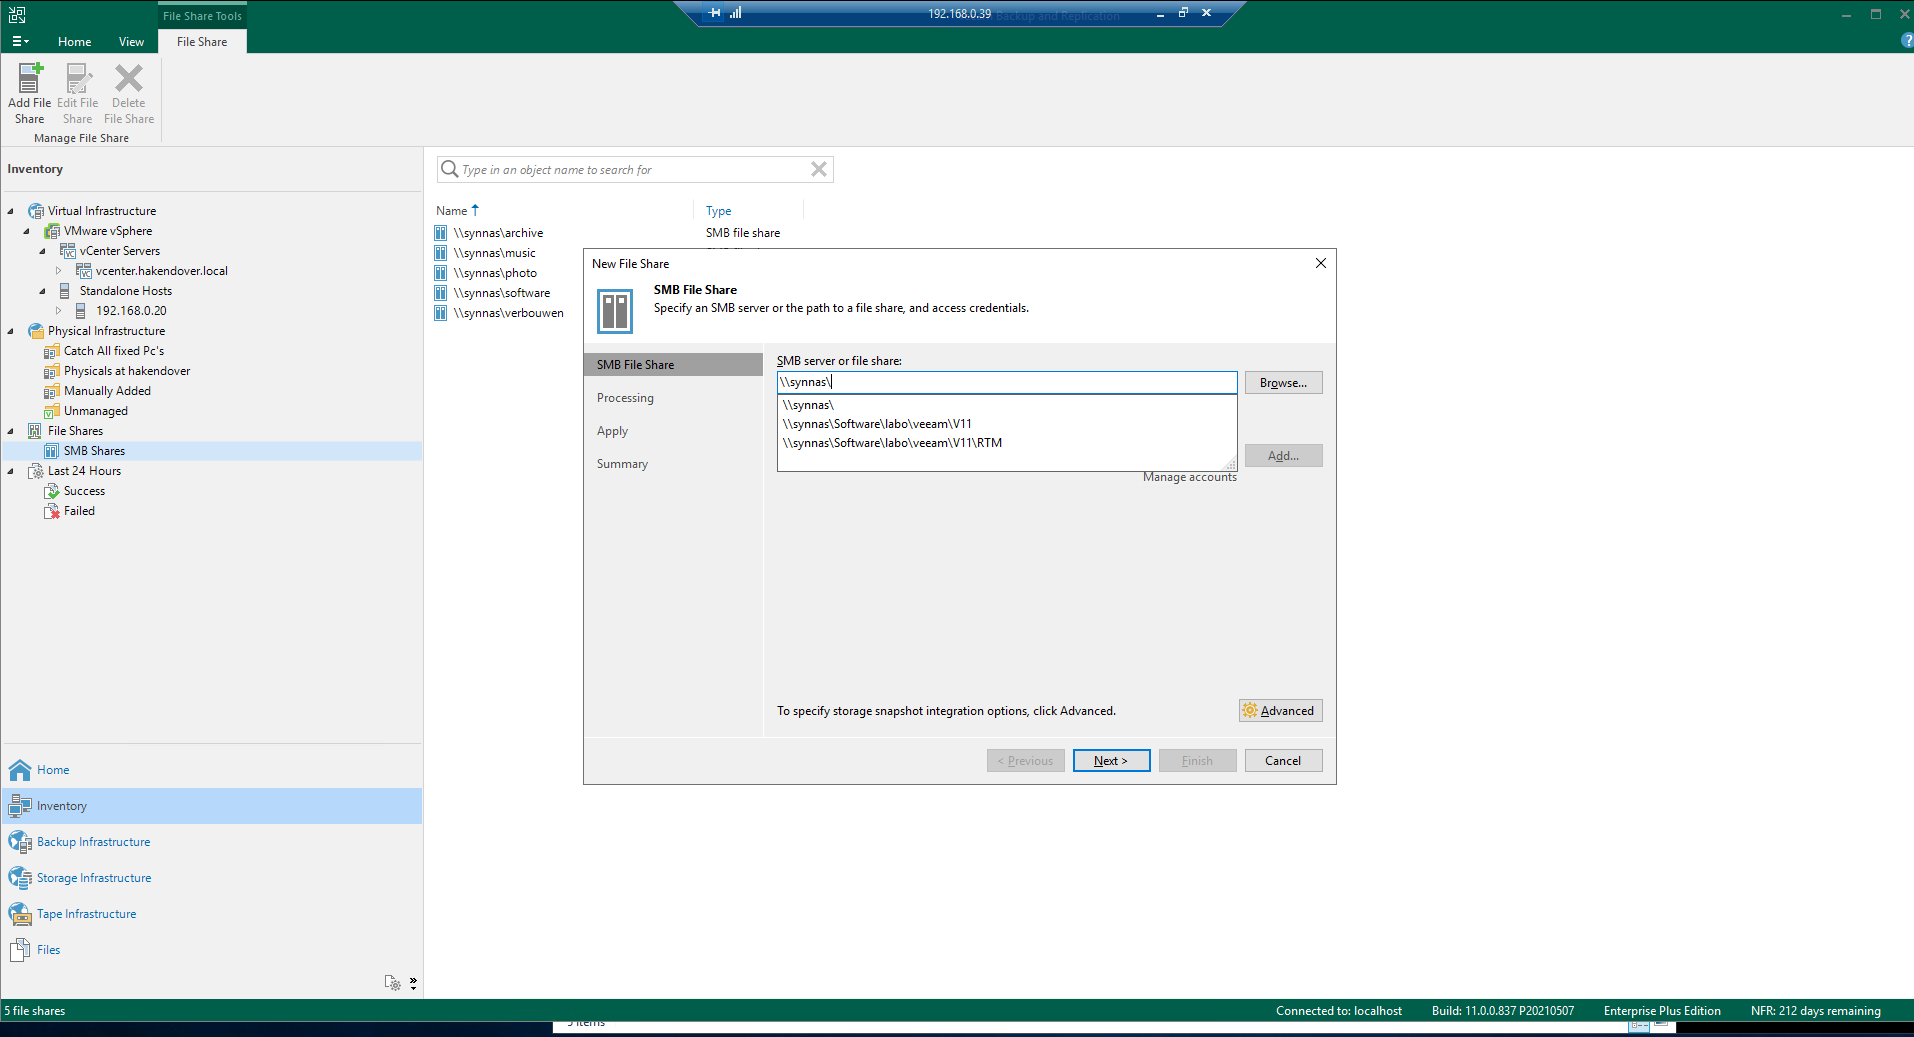 File Share Tools
192.168.0.39
Backup and Replication
Home
View
File Share
?
Add File Share
Edit File Share
Delete File Share
Manage File Share
Inventory
Type in an object name to search for
Name
Type
\\synnas\archive
SMB file share
\\synnas\music
\\synnas\photo
\\synnas\software
\\synnas\verbouwen
Virtual Infrastructure
VMware vSphere
vCenter Servers
VC
vcenter.hakendover.local
VC
Standalone Hosts
192.168.0.20
Physical Infrastructure
Catch All fixed Pc's
Physicals at hakendover
Manually Added
Unmanaged
File Shares
SMB Shares
Last 24 Hours
Success
Failed
New File Share
SMB File Share
Specify an SMB server or the path to a file share, and access credentials.
SMB File Share
Processing
Apply
Summary
SMB server or file share:
\\synnas\
Browse...
\\synnas\
\\synnas\Software\labo\veeam\V11
\\synnas\Software\labo\veeam\V11\RTM
Add...
Manage accounts
To specify storage snapshot integration options, click Advanced.
Advanced
< Previous
Next >
Finish
Cancel
Home
Inventory
Backup Infrastructure
Storage Infrastructure
Tape Infrastructure
Files
5 file shares
Connected to: localhost
Build: 11.0.0.837 P20210507
Enterprise Plus Edition
NFR: 212 days remaining
items